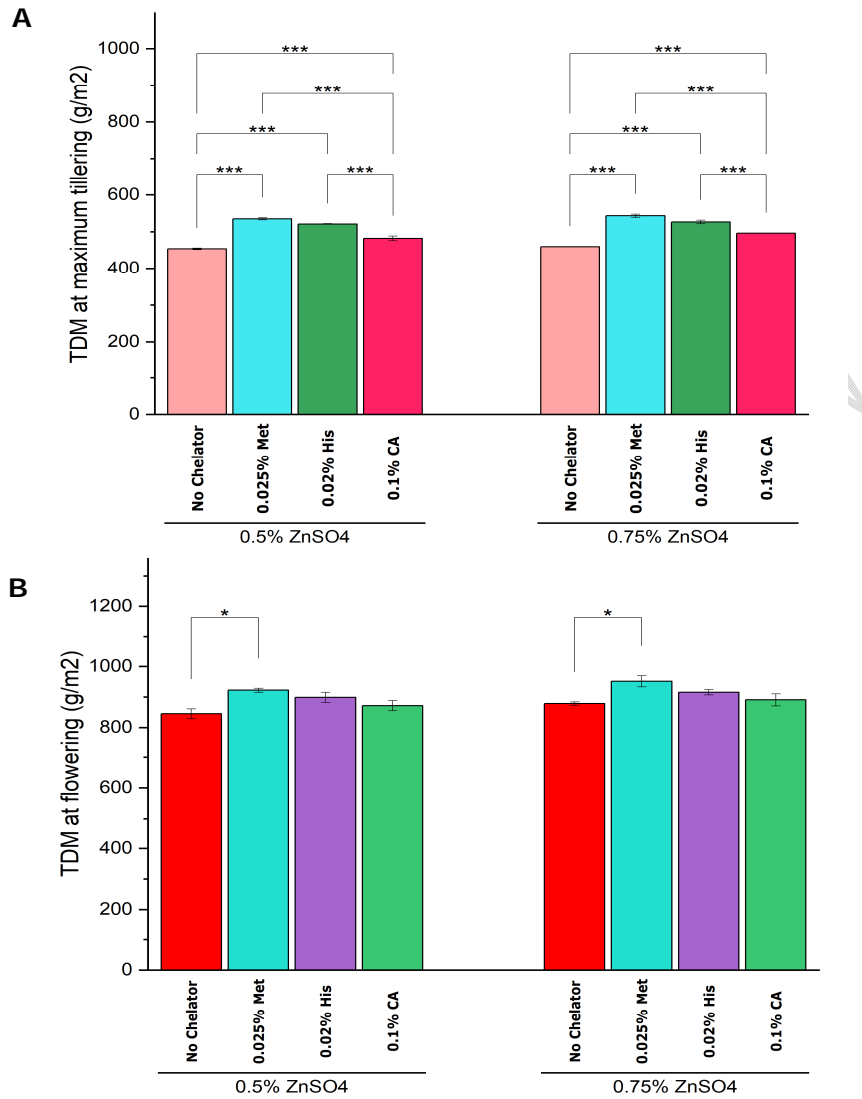 A
TDM at maximum tillering (g/m2)
1000
800
600
400
200
0
***
***
***
***
***
***
***
***
***
***
No Chelator
0.025% Met
0.02% His
0.1% CA
No Chelator
0.025% Met
0.02% His
0.1% CA
0.5% ZnSO4
0.75% ZnSO4
B
TDM at flowering (g/m2)
1200
1000
800
600
400
200
0
*
*
No Chelator
0.025% Met
0.02% His
0.1% CA
No Chelator
0.025% Met
0.02% His
0.1% CA
0.5% ZnSO4
0.75% ZnSO4